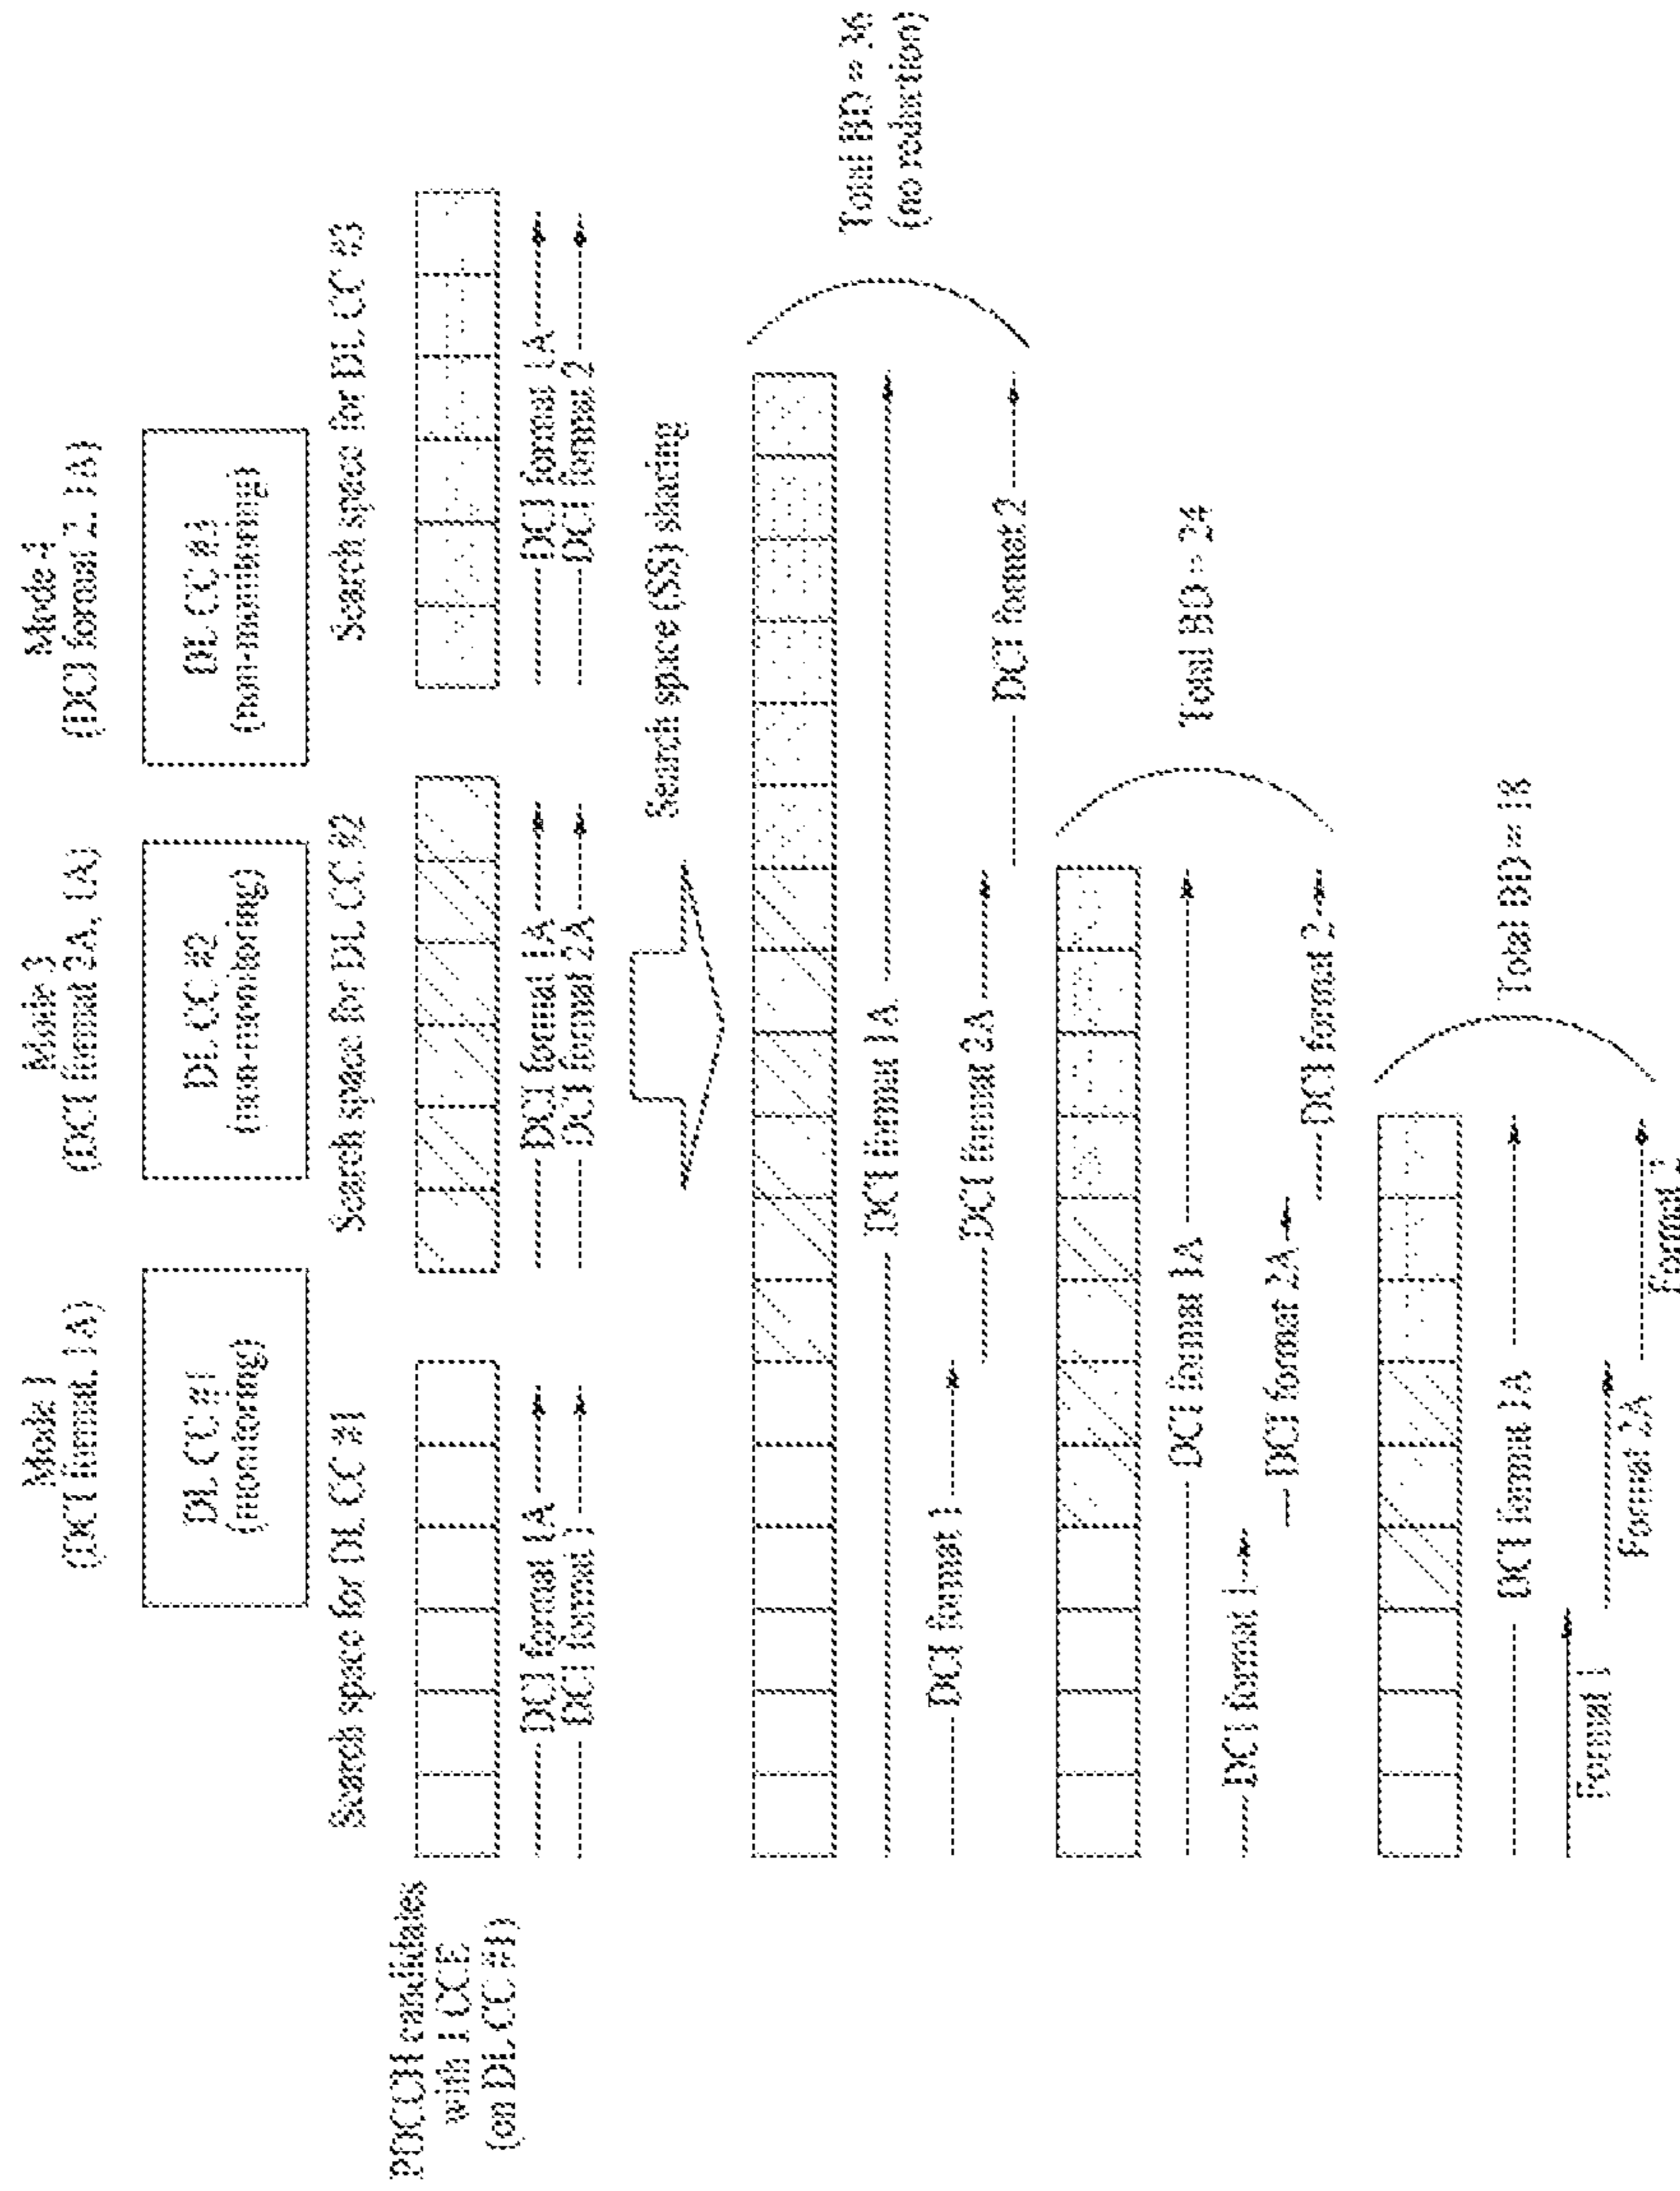 Mode 1
(DCI format, 1A)
DL CC #1
(monitoring)
Search space for DL CC #1
Mode 3
(DCI format 2A, 1A)
DL CC #2
(non-monitoring)
Search space for DL CC #2
Mode 4
(DCI format 2, 1A)
DL CC #3
(non-monitoring)
Search space for DL CC #3
PDCCH candidates
with 1 CCE
(on DL CC#1)
DCI format 1A
DCI format 1
DCI format 1A
DCI format 2A
DCI format 1A
DCI format 2
Search space (SS) sharing
DCI format 1A
DCI format 1
DCI format 2A
DCI format 2
Total BD = 36
(no reduction)
DCI format 1A
DCI format 1
DCI format 2A
DCI format 2
Total BD = 24
DCI format 1A
Format 1
Format 2A
Format 2
Total BD = 18